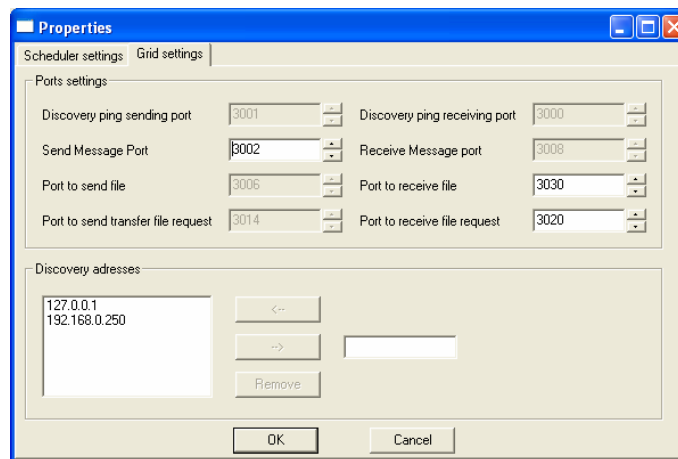 Properties
Scheduler settings Grid settings
Ports settings
Discovery ping sending port 3001 Discovery ping receiving port 3000
Send Message Port 3002 Receive Message port 3008
Port to send file 3006 Port to receive file 3030
Port to send transfer file request 3014 Port to receive file request 3020
Discovery adresses
127.0.0.1 <--
192.168.0.250
-->
Remove
OK Cancel